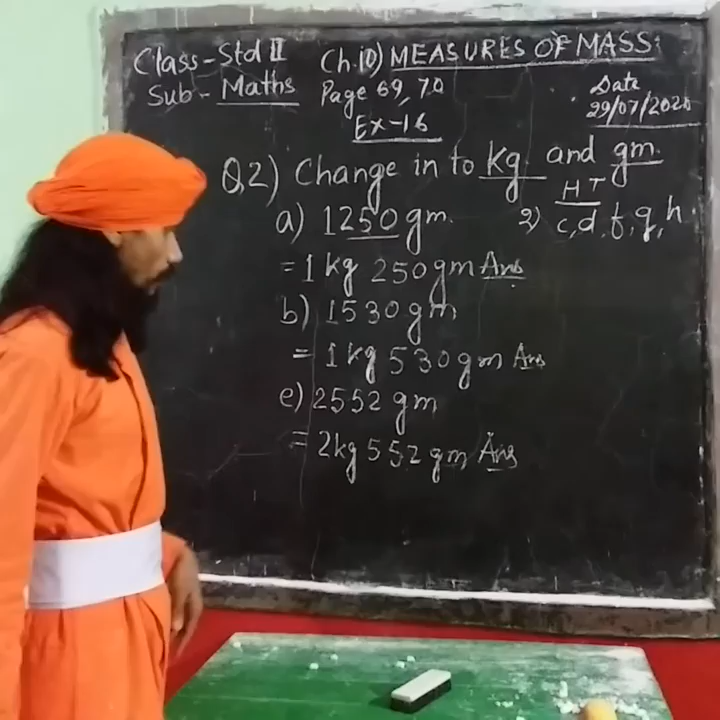 Class - Std II
Sub - Maths
Ch.10) MEASURES OF MASS:
Page 69, 70
Ex-16
Date
29/07/2020
Q2) Change in to kg and gm.
a) 1250 gm.
= 1 kg 250 gm Ans
b) 1530 gm
= 1 kg 530 gm Ans
e) 2552 gm
= 2 kg 552 gm Ans
HT
2) c, d, f, g, h